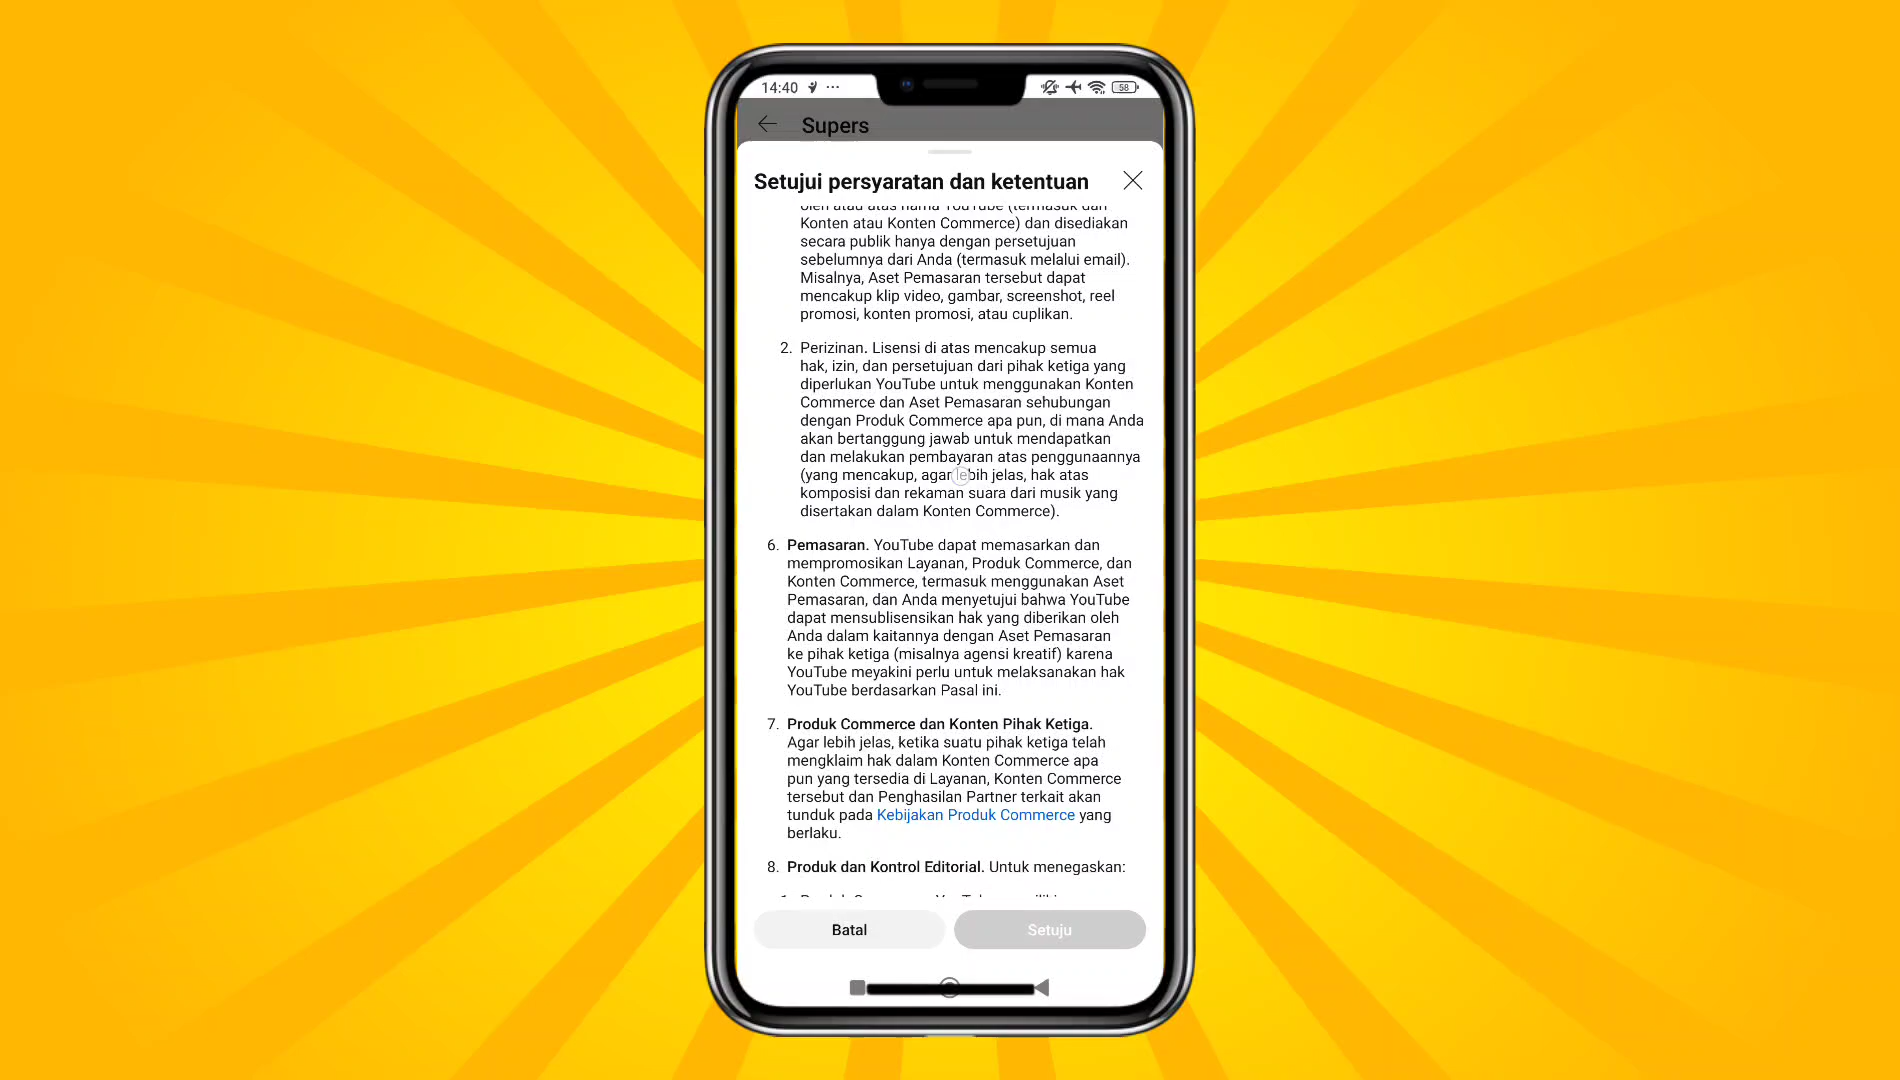 14:40
58
Supers
Setujui persyaratan dan ketentuan
oleh atau atas nama YouTube (termasuk dari
Konten atau Konten Commerce) dan disediakan
secara publik hanya dengan persetujuan
sebelumnya dari Anda (termasuk melalui email).
Misalnya, Aset Pemasaran tersebut dapat
mencakup klip video, gambar, screenshot, reel
promosi, konten promosi, atau cuplikan.
2. Perizinan. Lisensi di atas mencakup semua
hak, izin, dan persetujuan dari pihak ketiga yang
diperlukan YouTube untuk menggunakan Konten
Commerce dan Aset Pemasaran sehubungan
dengan Produk Commerce apa pun, di mana Anda
akan bertanggung jawab untuk mendapatkan
dan melakukan pembayaran atas penggunaannya
(yang mencakup, agar lebih jelas, hak atas
komposisi dan rekaman suara dari musik yang
disertakan dalam Konten Commerce).
6. Pemasaran. YouTube dapat memasarkan dan
mempromosikan Layanan, Produk Commerce, dan
Konten Commerce, termasuk menggunakan Aset
Pemasaran, dan Anda menyetujui bahwa YouTube
dapat mensublisensikan hak yang diberikan oleh
Anda dalam kaitannya dengan Aset Pemasaran
ke pihak ketiga (misalnya agensi kreatif) karena
YouTube meyakini perlu untuk melaksanakan hak
YouTube berdasarkan Pasal ini.
7. Produk Commerce dan Konten Pihak Ketiga.
Agar lebih jelas, ketika suatu pihak ketiga telah
mengklaim hak dalam Konten Commerce apa
pun yang tersedia di Layanan, Konten Commerce
tersebut dan Penghasilan Partner terkait akan
tunduk pada Kebijakan Produk Commerce yang
berlaku.
8. Produk dan Kontrol Editorial. Untuk menegaskan:
Batal
Setuju